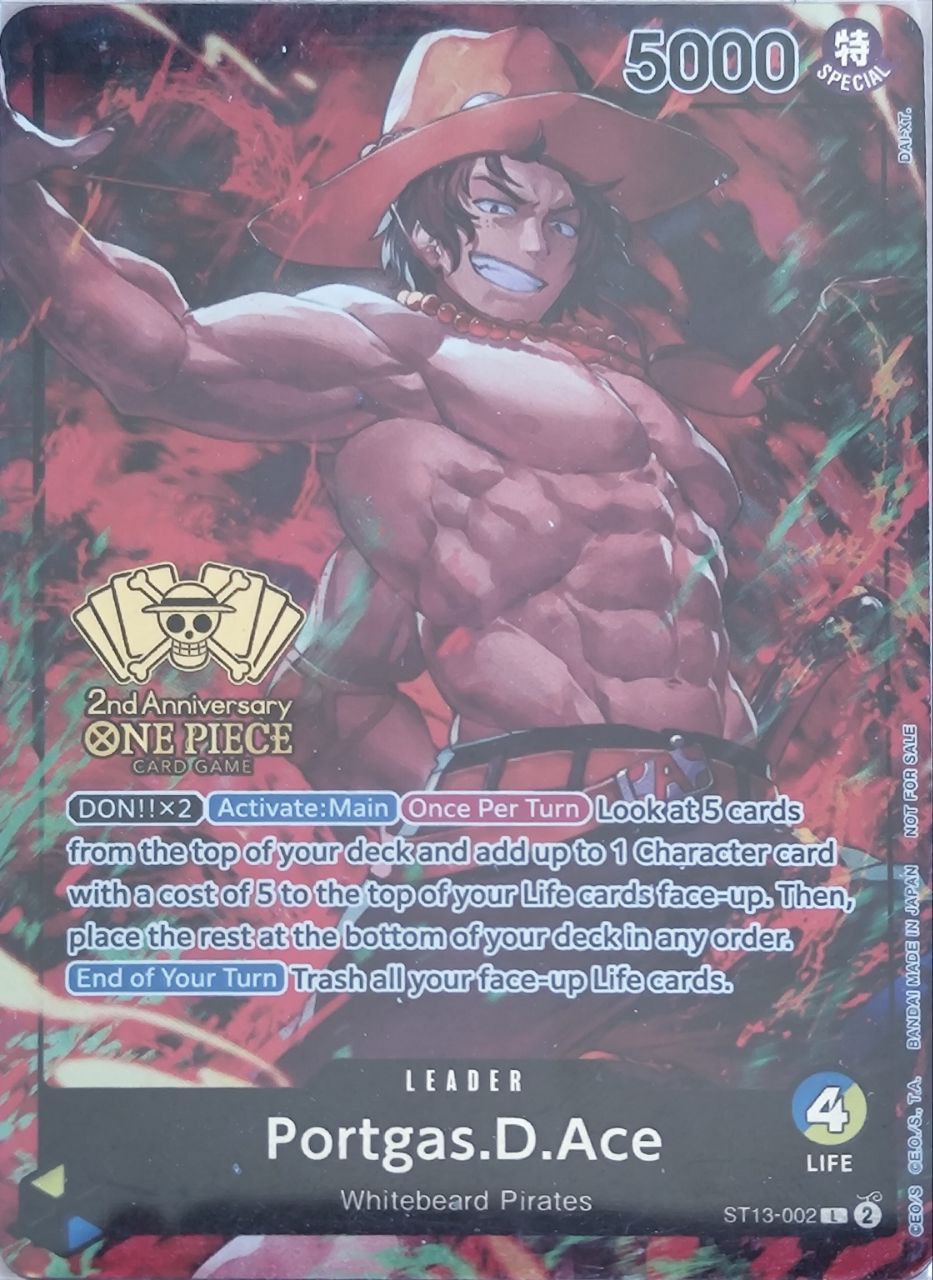 5000
特
SPECIAL
DAI-XT.
2nd Anniversary
ONE PIECE
CARD GAME
DON!!×2 Activate:Main Once Per Turn Look at 5 cards
from the top of your deck and add up to 1 Character card
with a cost of 5 to the top of your Life cards face-up. Then,
place the rest at the bottom of your deck in any order.
End of Your Turn Trash all your face-up Life cards.
LEADER
Portgas.D.Ace
Whitebeard Pirates
4
LIFE
ST13-002 L 2
©EO/S ©E.O./S., T.A. BANDAI MADE IN JAPAN NOT FOR SALE